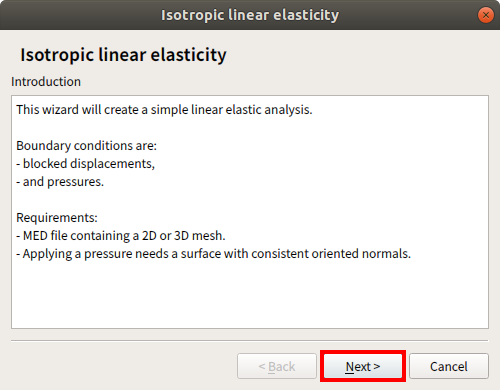 Isotropic linear elasticity
Isotropic linear elasticity
Introduction
This wizard will create a simple linear elastic analysis.
Boundary conditions are:
- blocked displacements,
- and pressures.
Requirements:
- MED file containing a 2D or 3D mesh.
- Applying a pressure needs a surface with consistent oriented normals.
< Back Next > Cancel